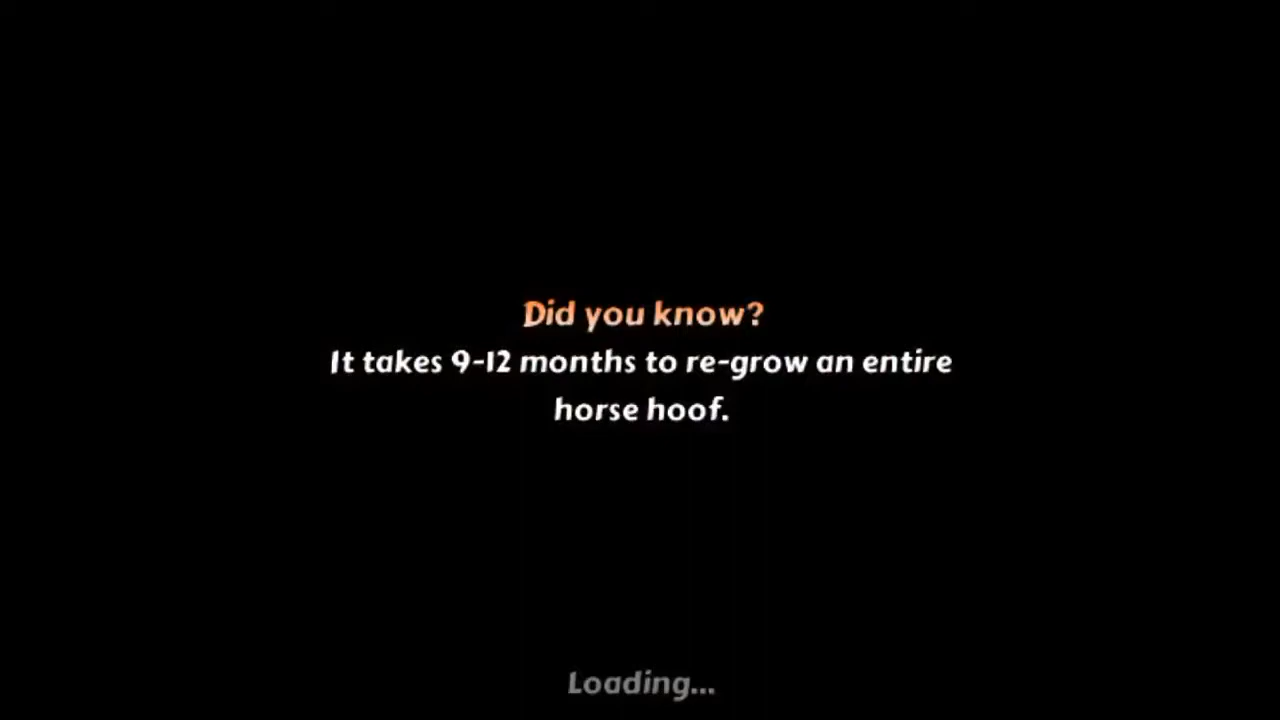 Did you know?
It takes 9-12 months to re-grow an entire
horse hoof.
Loading...